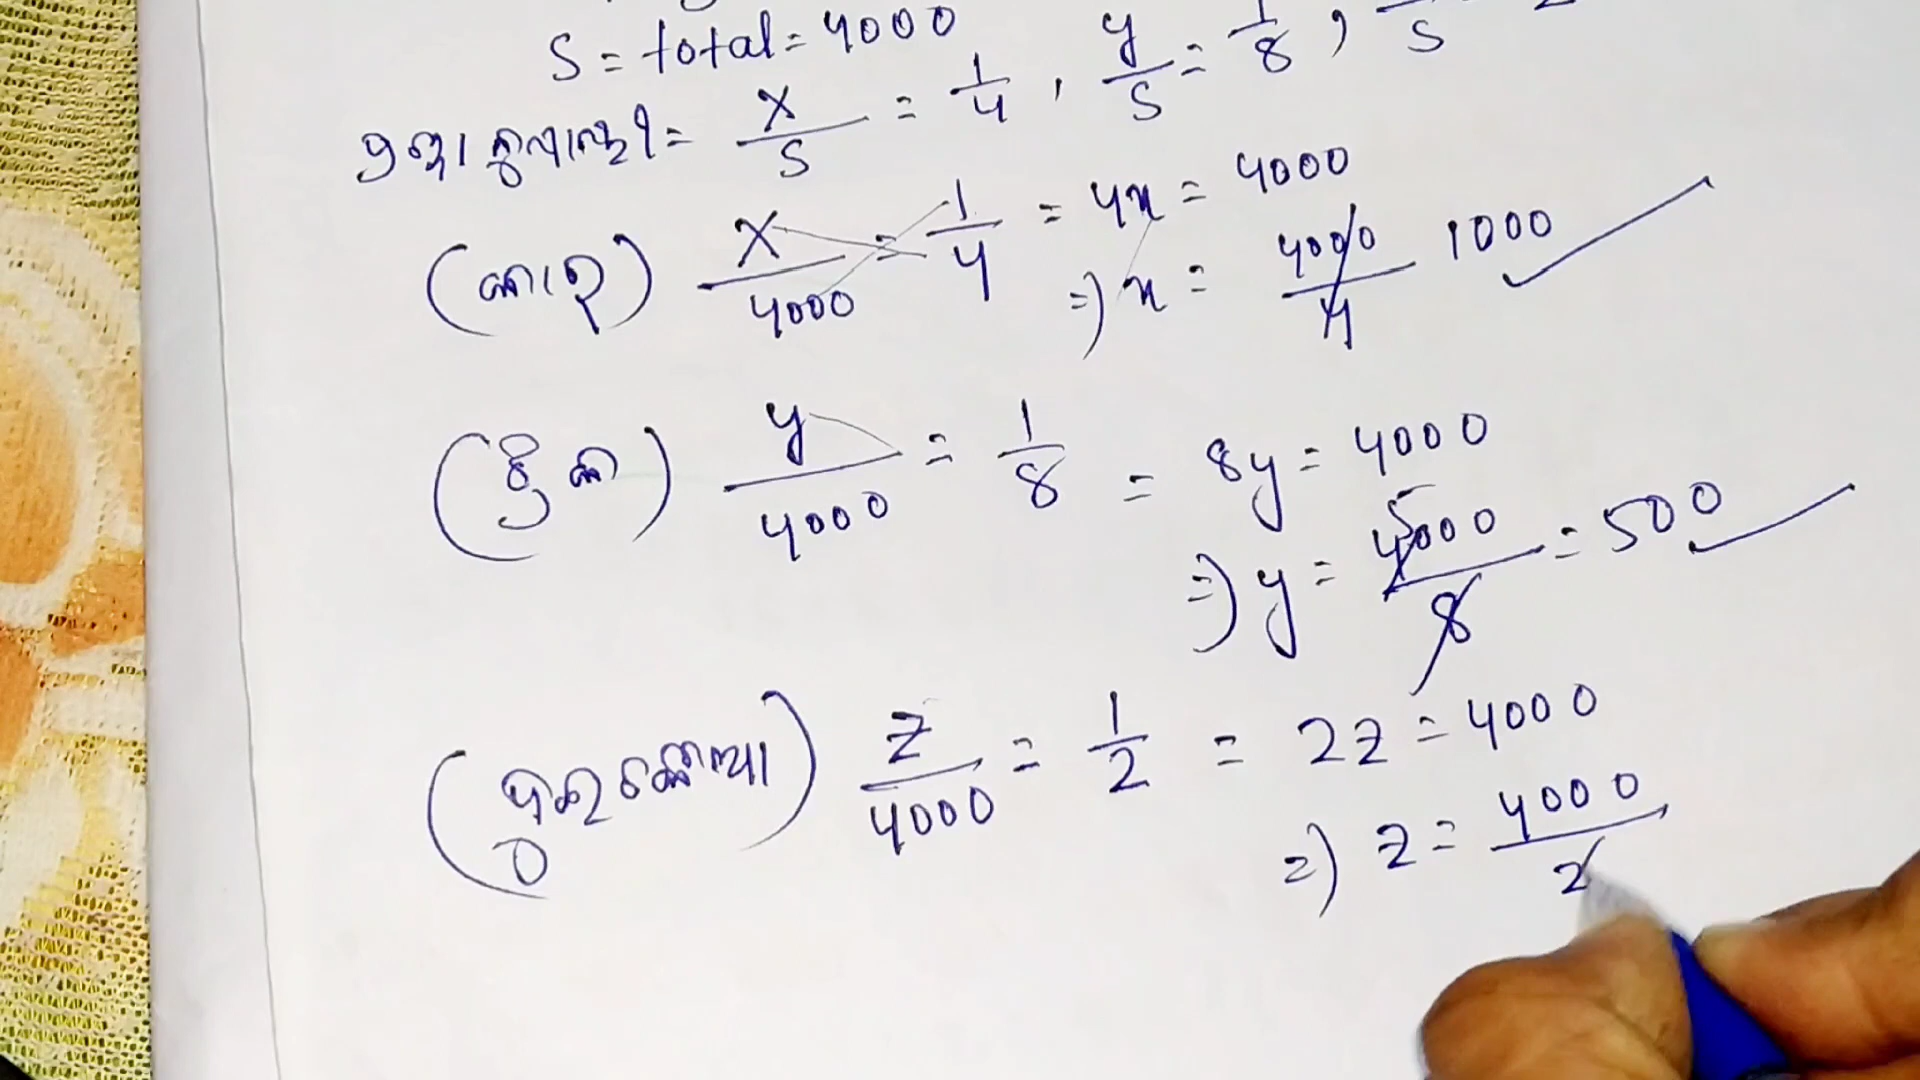 S = total = 4000
= x/S = 1/4 , y/S = 1/8 , /S
x/4000 = 1/4 = 4x = 4000
=) x = 4000/4 1000
y/4000 = 1/8 = 8y = 4000
=) y = 4000/8 = 500
5
z/4000 = 1/2 = 2z = 4000
=) z = 4000/2